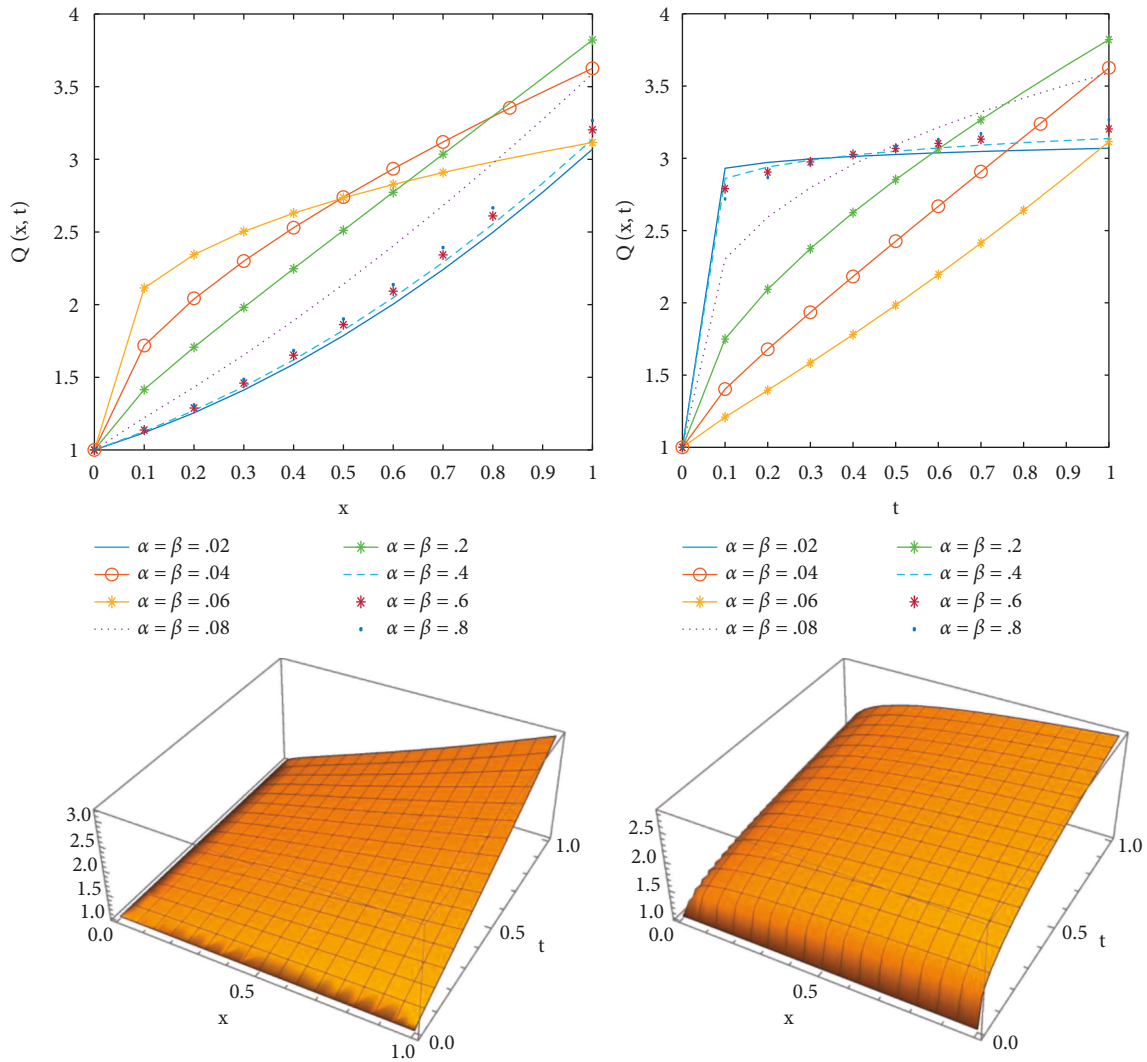 4
3.5
3
2.5
2
1.5
1
Q (x, t)
0 0.1 0.2 0.3 0.4 0.5 0.6 0.7 0.8 0.9 1
x
α = β = .02
α = β = .04
α = β = .06
α = β = .08
α = β = .2
α = β = .4
α = β = .6
α = β = .8
4
3.5
3
2.5
2
1.5
1
Q (x, t)
0 0.1 0.2 0.3 0.4 0.5 0.6 0.7 0.8 0.9 1
t
α = β = .02
α = β = .04
α = β = .06
α = β = .08
α = β = .2
α = β = .4
α = β = .6
α = β = .8
3.0
2.5
2.0
1.5
1.0
0.0
0.5
x
1.0
0.0
0.5
t
1.0
2.5
2.0
1.5
1.0
0.0
0.5
x
1.0
0.0
0.5
t
1.0